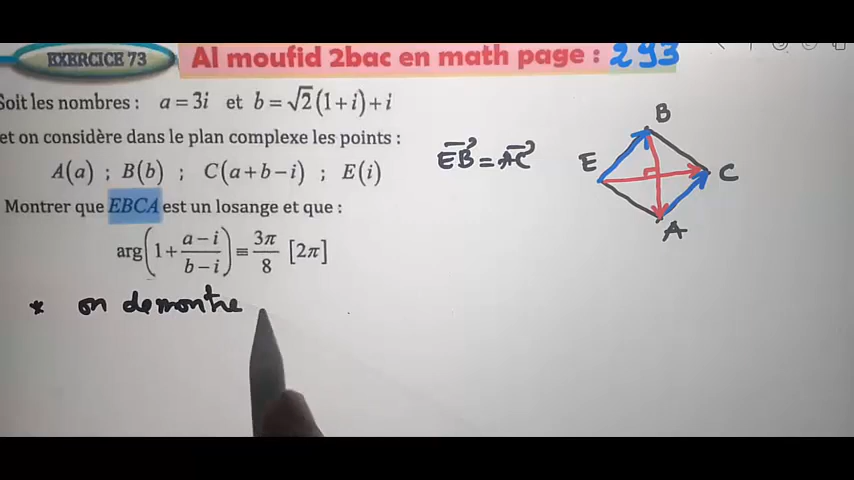 EXERCICE 73
Al moufid 2bac en math page : 293
Soit les nombres : a = 3i et b = √2(1+i)+i
et on considère dans le plan complexe les points :
A(a) ; B(b) ; C(a+b−i) ; E(i)
Montrer que EBCA est un losange et que :
arg(1+(a−i)/(b−i)) ≡ 3π/8 [2π]
* on demontre
EB⃗ = AC⃗
B
E
C
A